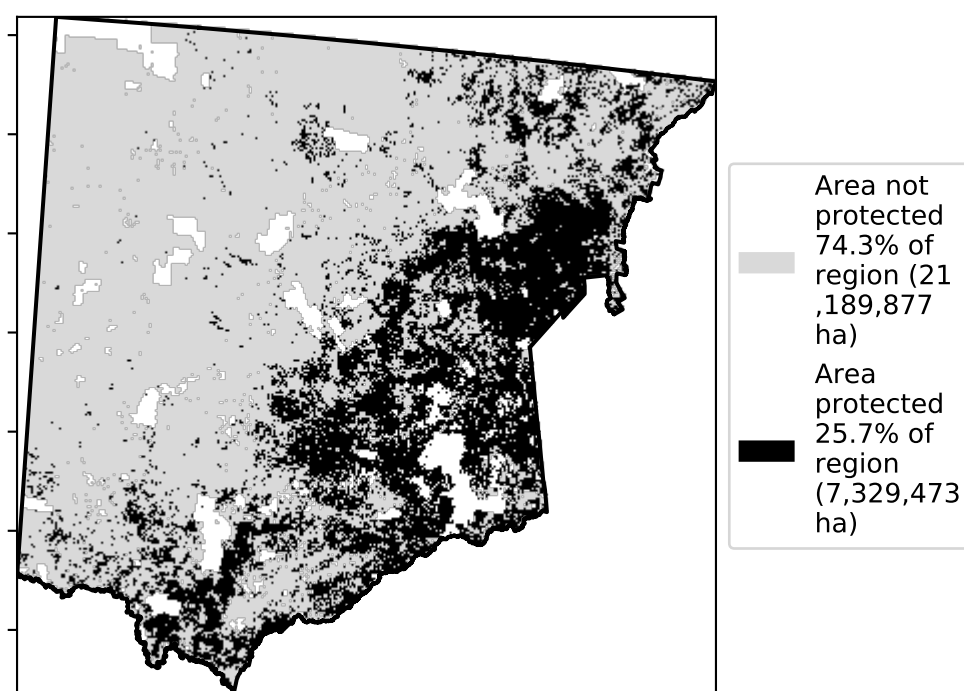 Area not
protected
74.3% of
region (21
,189,877
ha)
Area
protected
25.7% of
region
(7,329,473
ha)